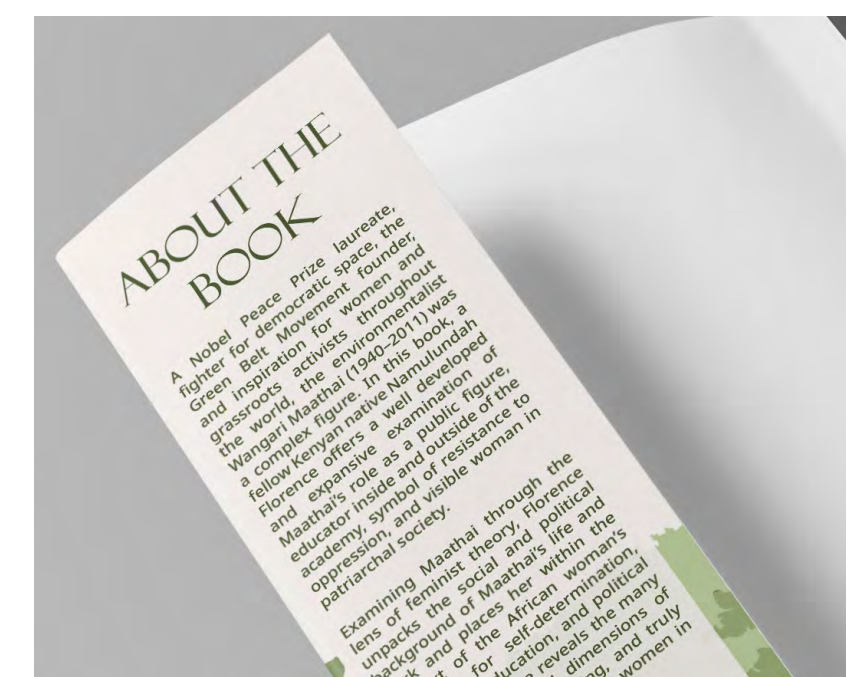 ABOUT THE
BOOK
A Nobel Peace Prize laureate,
fighter for democratic space, the
Green Belt Movement founder,
and inspiration for women and
grassroots activists throughout
the world, the environmentalist
Wangari Maathai (1940–2011) was
a complex figure. In this book, a
fellow Kenyan native Namulundah
Florence offers a well developed
and expansive examination of
Maathai's role as a public figure,
educator inside and outside of the
academy, symbol of resistance to
oppression, and visible woman in
patriarchal society.
Examining Maathai through the
lens of feminist theory, Florence
unpacks the social and political
background of Maathai's life and
and places her within the
of the African woman's
for self-determination,
and political
reveals the many
dimensions of
and truly
women in